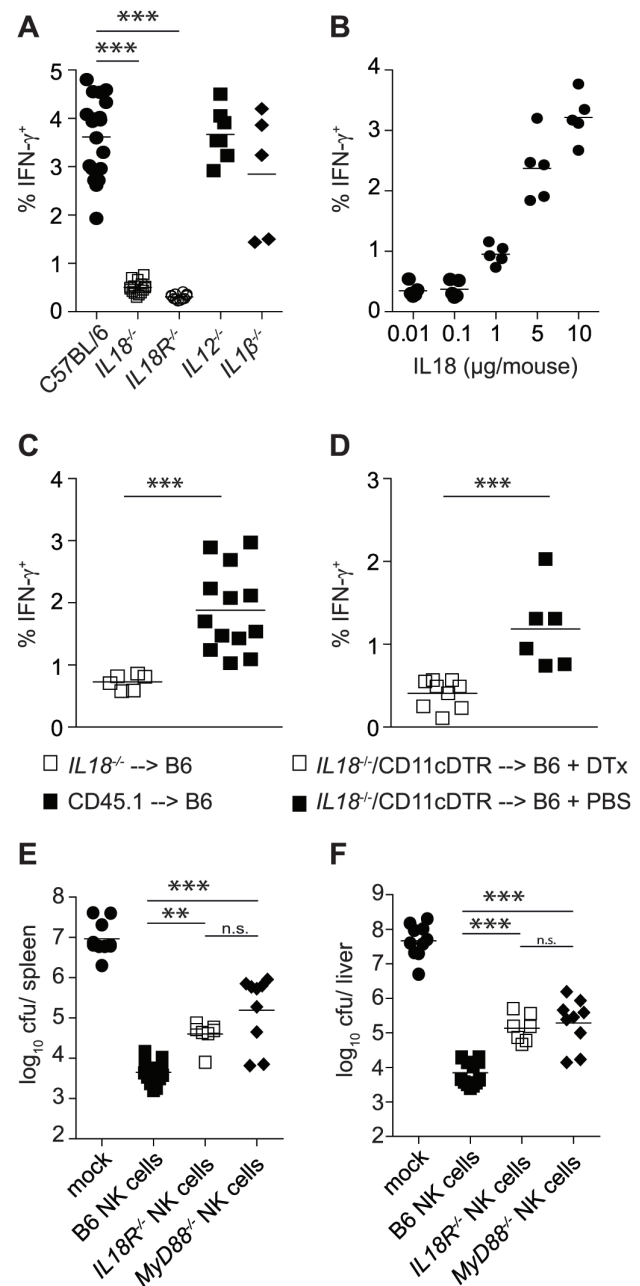 A
***
***
% IFN-γ⁺
5
4
3
2
1
0
C57BL/6
IL18⁻/⁻
IL18R⁻/⁻
IL12⁻/⁻
IL1β⁻/⁻
B
% IFN-γ⁺
4
3
2
1
0
0.01 0.1 1 5 10
IL18 (µg/mouse)
C
***
% IFN-γ⁺
4
3
2
1
0
D
***
% IFN-γ⁺
3
2
1
0
IL18⁻/⁻ --> B6
CD45.1 --> B6
IL18⁻/⁻/CD11cDTR --> B6 + DTx
IL18⁻/⁻/CD11cDTR --> B6 + PBS
E
***
**
n.s.
log₁₀ cfu/ spleen
8
7
6
5
4
3
2
mock
B6 NK cells
IL18R⁻/⁻ NK cells
MyD88⁻/⁻ NK cells
F
***
***
n.s.
log₁₀ cfu/ liver
9
8
7
6
5
4
3
2
mock
B6 NK cells
IL18R⁻/⁻ NK cells
MyD88⁻/⁻ NK cells